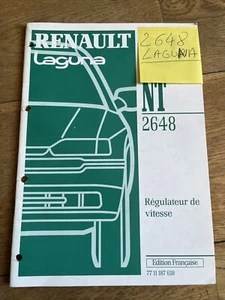 RENAULT
Laguna
2648
LAGUNA
NT
2648
Régulateur de
vitesse
Edition Française
77 11 187 618